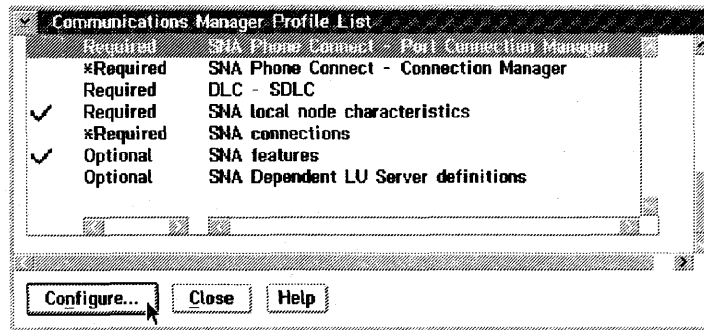 Communications Manager Profile List
Required SNA Phone Connect - Port Connection Manager
*Required SNA Phone Connect - Connection Manager
Required DLC - SDLC
Required SNA local node characteristics
*Required SNA connections
Optional SNA features
Optional SNA Dependent LU Server definitions
Configure... Close Help